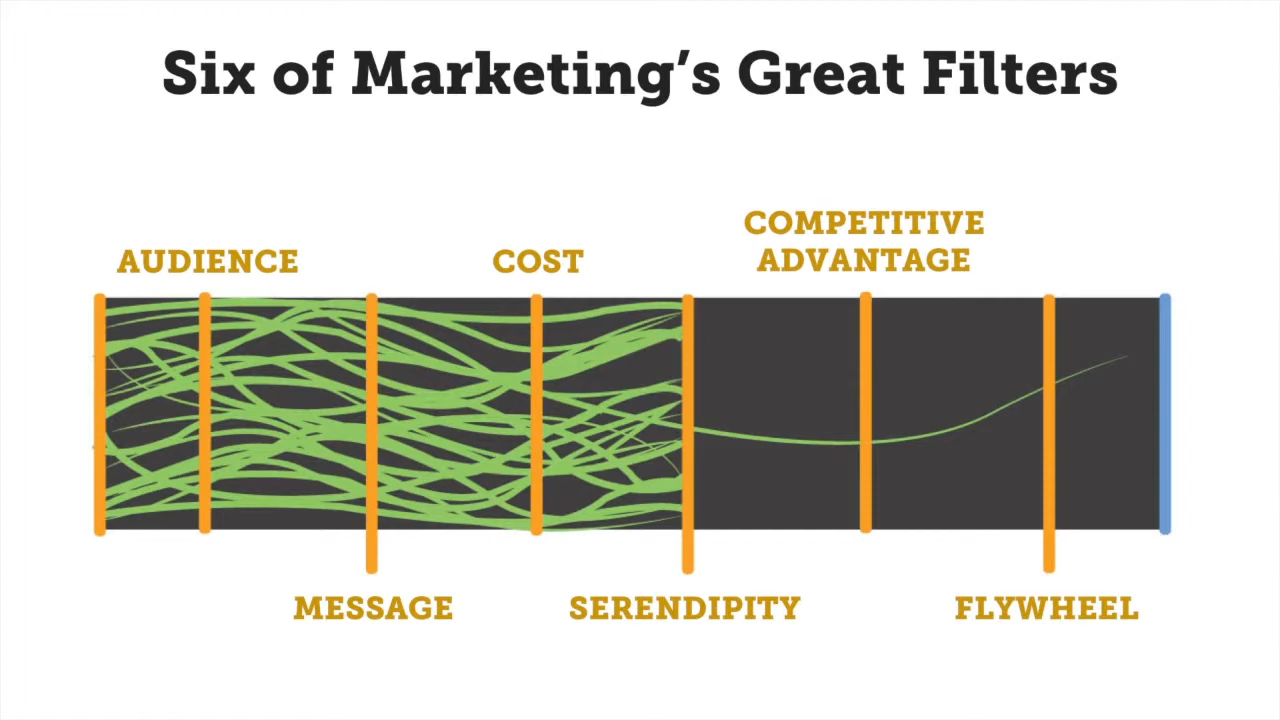 Six of Marketing’s Great Filters
COMPETITIVE
ADVANTAGE
AUDIENCE
COST
MESSAGE
SERENDIPITY
FLYWHEEL